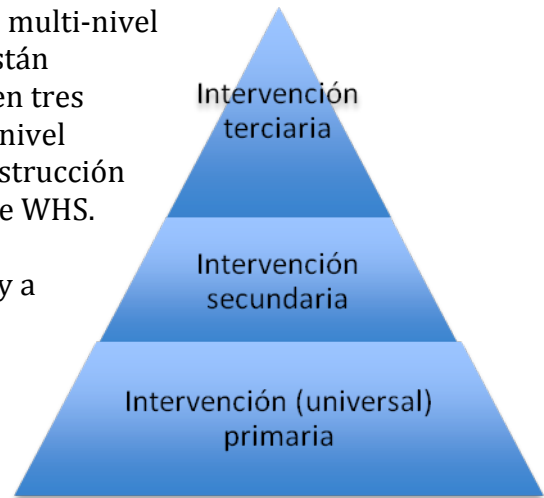 multi-nivel
stán
en tres
nivel
strucción
e WHS.
y a
Intervención
terciaria
Intervención
secundaria
Intervención (universal)
primaria